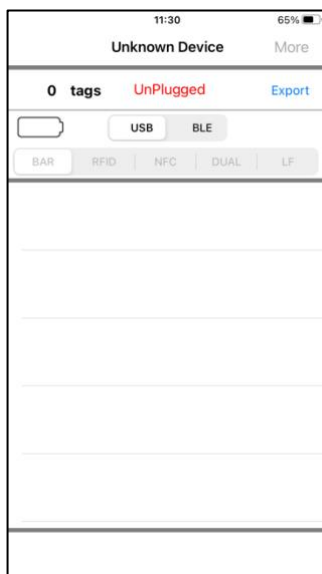 11:30 65%
Unknown Device More
0 tags UnPlugged Export
USB BLE
BAR RFID NFC DUAL LF